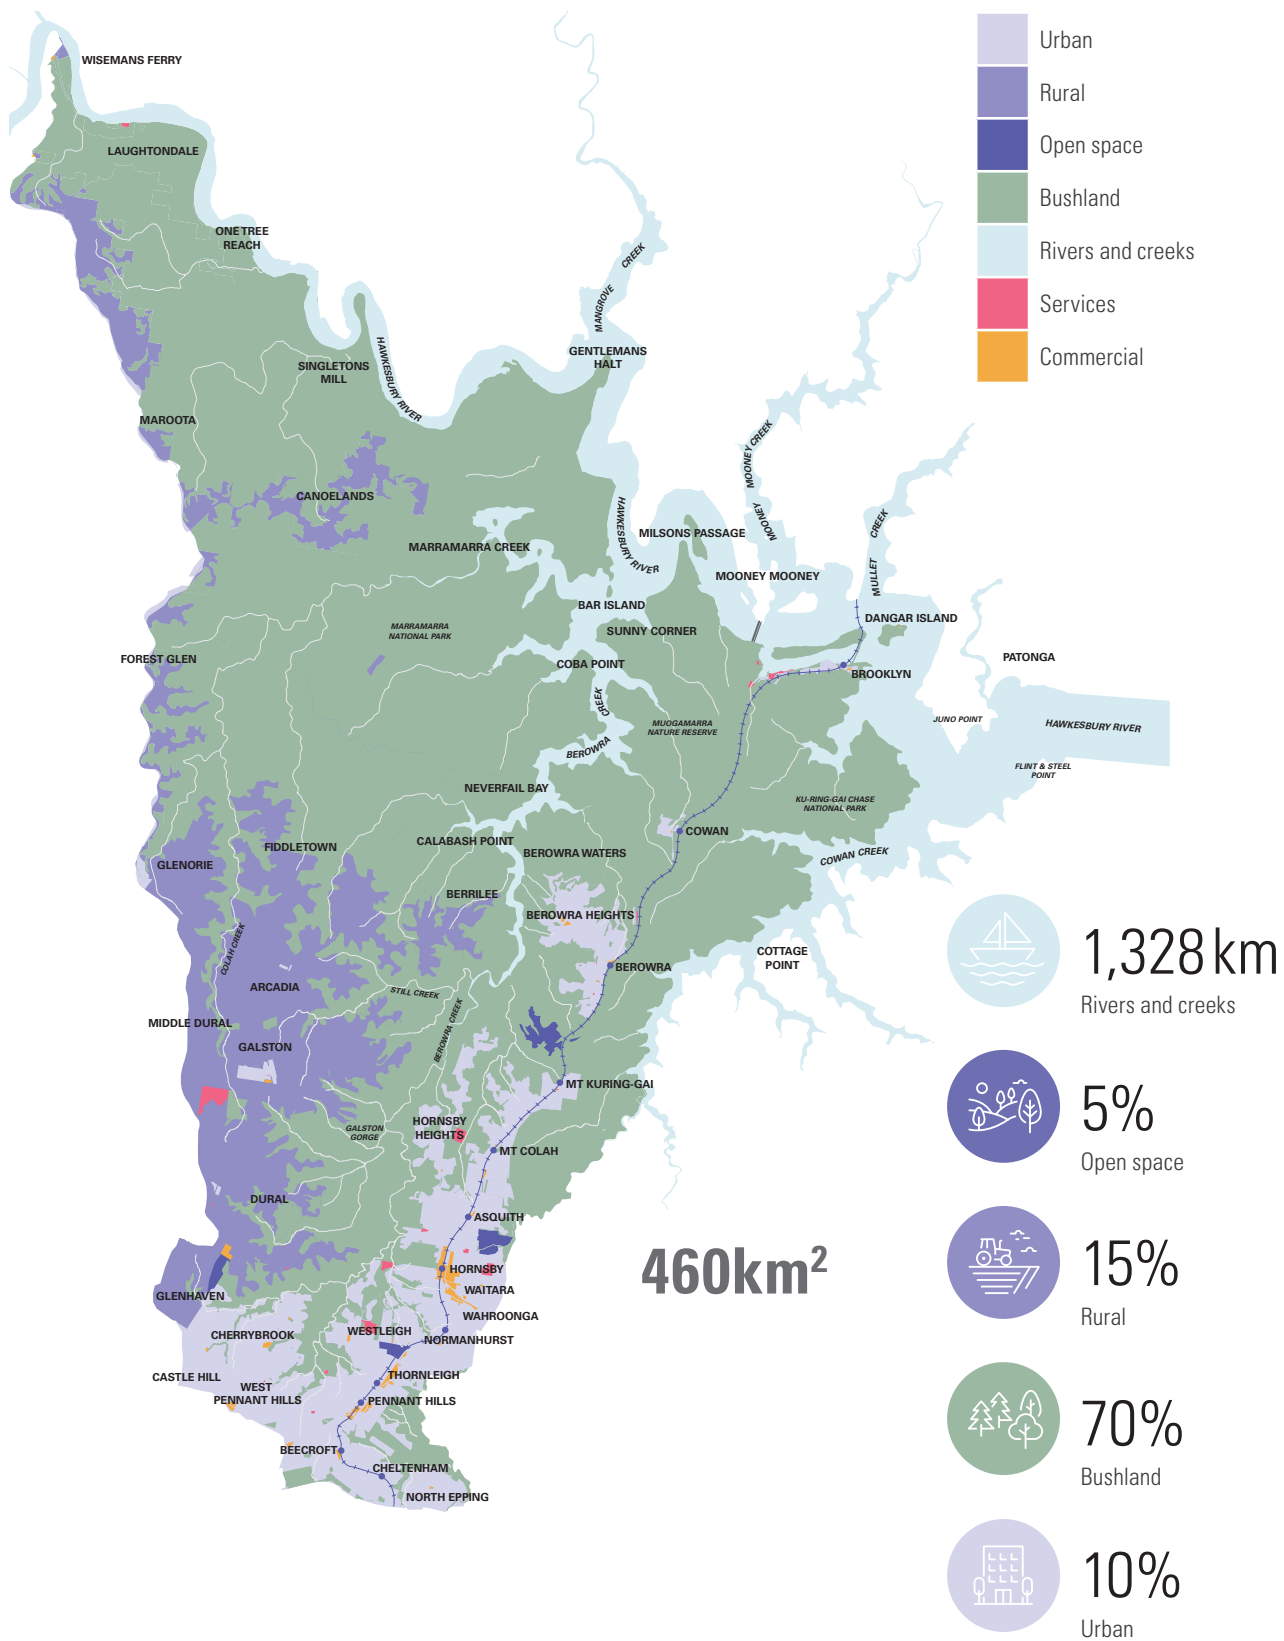 Urban
Rural
Open space
Bushland
Rivers and creeks
Services
Commercial
WISEMANS FERRY
LAUGHTONDALE
ONE TREE
REACH
MANGROVE
CREEK
HAWKESBURY RIVER
GENTLEMANS
HALT
SINGLETONS
MILL
MAROOTA
MOONEY MOONEY CREEK
CANOELANDS
HAWKESBURY RIVER
MILSONS PASSAGE
MULLET
CREEK
MARRAMARRA CREEK
MOONEY MOONEY
BAR ISLAND
DANGAR ISLAND
MARRAMARRA
NATIONAL PARK
SUNNY CORNER
PATONGA
FOREST GLEN
COBA POINT
BROOKLYN
BEROWRA
CREEK
MUOGAMARRA
NATURE RESERVE
JUNO POINT
HAWKESBURY RIVER
FLINT & STEEL
POINT
NEVERFAIL BAY
KU-RING-GAI CHASE
NATIONAL PARK
COWAN
CALABASH POINT
FIDDLETOWN
BEROWRA WATERS
COWAN CREEK
GLENORIE
BERRILEE
BEROWRA HEIGHTS
COLAH CREEK
COTTAGE
POINT
BEROWRA
ARCADIA
STILL CREEK
MIDDLE DURAL
BEROWRA CREEK
GALSTON
MT KURING-GAI
HORNSBY
HEIGHTS
GALSTON
GORGE
MT COLAH
DURAL
ASQUITH
HORNSBY
WAITARA
GLENHAVEN
WAHROONGA
CHERRYBROOK
WESTLEIGH
NORMANHURST
CASTLE HILL
THORNLEIGH
WEST
PENNANT HILLS
PENNANT HILLS
BEECROFT
CHELTENHAM
NORTH EPPING
460km²
1,328 km
Rivers and creeks
5%
Open space
15%
Rural
70%
Bushland
10%
Urban